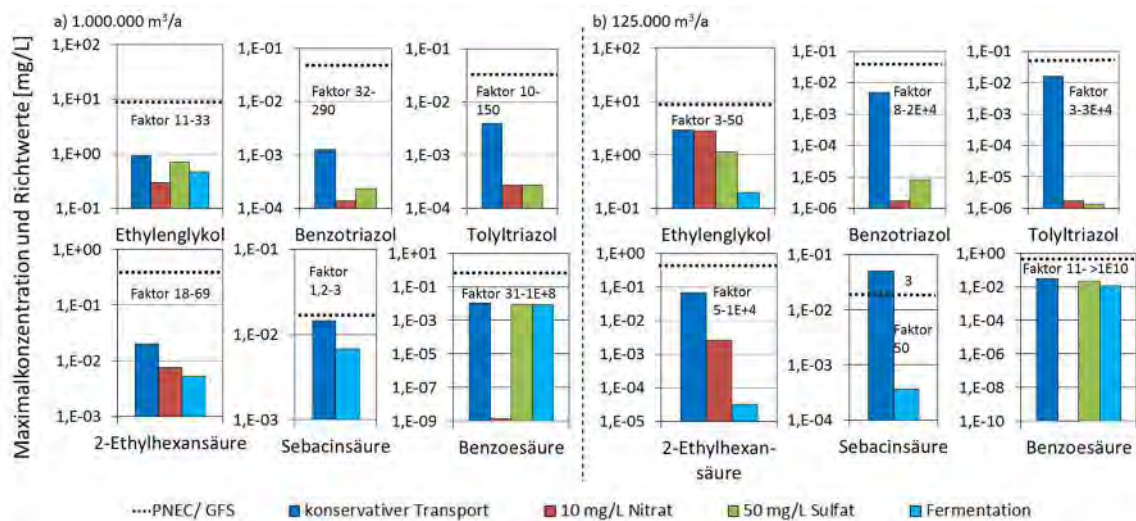 a) 1.000.000 m³/a
b) 125.000 m³/a
Maximalkonzentration und Richtwerte [mg/L]
1,E+02
1,E+01
1,E+00
1,E-01
Faktor 11-33
Ethylenglykol
1,E-01
1,E-02
1,E-03
1,E-04
Faktor 32-
290
Benzotriazol
1,E-01
1,E-02
1,E-03
1,E-04
Faktor 10-
150
Tolyltriazol
1,E+02
1,E+01
1,E+00
1,E-01
Faktor 3-50
Ethylenglykol
1,E-01
1,E-02
1,E-03
1,E-04
1,E-05
1,E-06
Faktor
8-2E+4
Benzotriazol
1,E-01
1,E-02
1,E-03
1,E-04
1,E-05
1,E-06
Faktor
3-3E+4
Tolyltriazol
1,E+00
1,E-01
1,E-02
1,E-03
Faktor 18-69
2-Ethylhexansäure
1,E-01
1,E-02
1,E-03
Faktor
1,2-3
Sebacinsäure
1,E+01
1,E-01
1,E-03
1,E-05
1,E-07
1,E-09
Faktor 31-1E+8
Benzoesäure
1,E+00
1,E-01
1,E-02
1,E-03
1,E-04
1,E-05
Faktor
5-1E+4
2-Ethylhexan-
säure
1,E-01
1,E-02
1,E-03
1,E-04
3
Faktor
50
Sebacinsäure
1,E+00
1,E-02
1,E-04
1,E-06
1,E-08
1,E-10
Faktor 11- >1E10
Benzoesäure
PNEC/ GFS
konservativer Transport
10 mg/L Nitrat
50 mg/L Sulfat
Fermentation